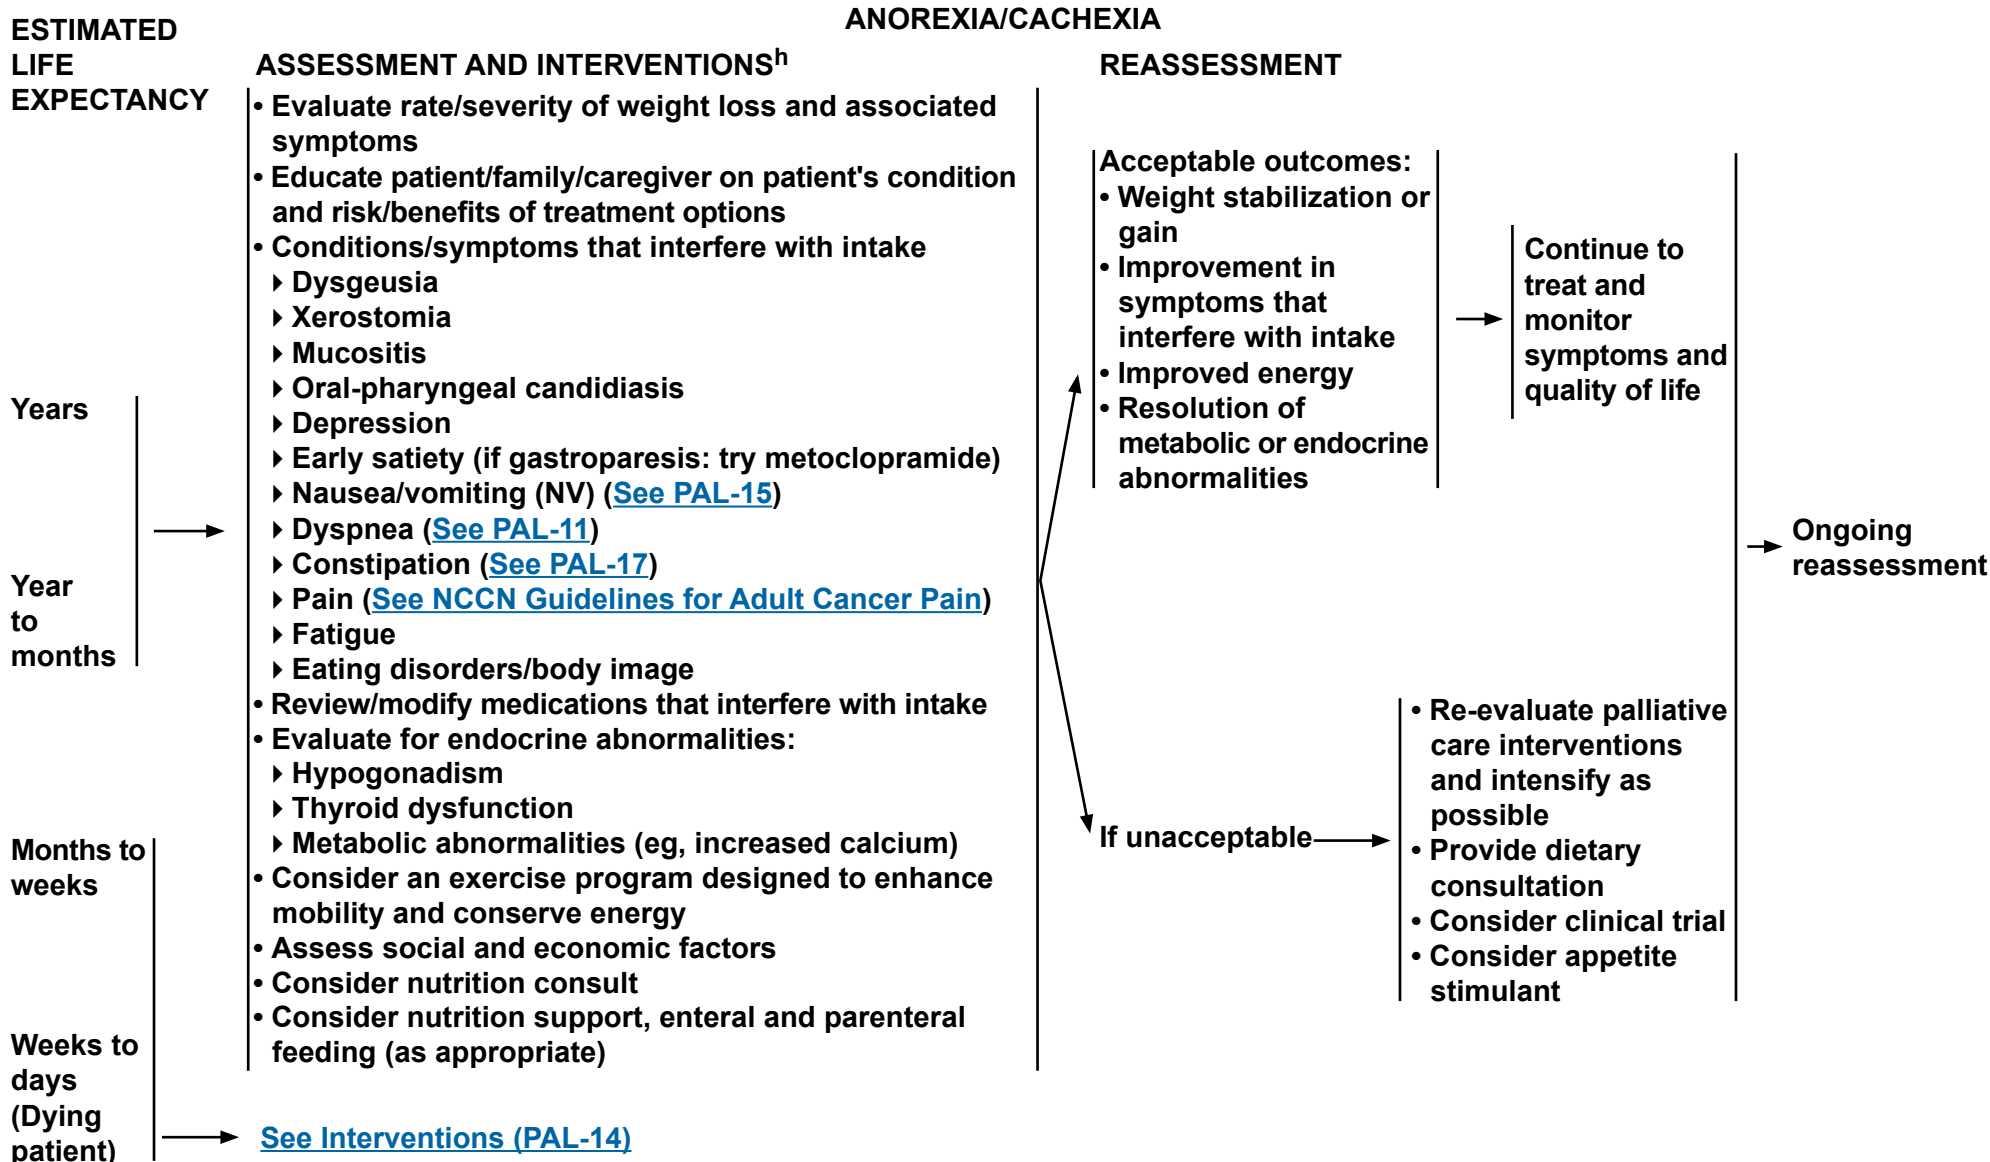 ANOREXIA/CACHEXIA
ESTIMATED
LIFE
EXPECTANCY
ASSESSMENT AND INTERVENTIONSh
REASSESSMENT
Years
Year
to
months
Months to
weeks
Weeks to
days
(Dying
patient)
• Evaluate rate/severity of weight loss and associated
symptoms
• Educate patient/family/caregiver on patient's condition
and risk/benefits of treatment options
• Conditions/symptoms that interfere with intake
‣ Dysgeusia
‣ Xerostomia
‣ Mucositis
‣ Oral-pharyngeal candidiasis
‣ Depression
‣ Early satiety (if gastroparesis: try metoclopramide)
‣ Nausea/vomiting (NV) (See PAL-15)
‣ Dyspnea (See PAL-11)
‣ Constipation (See PAL-17)
‣ Pain (See NCCN Guidelines for Adult Cancer Pain)
‣ Fatigue
‣ Eating disorders/body image
• Review/modify medications that interfere with intake
• Evaluate for endocrine abnormalities:
‣ Hypogonadism
‣ Thyroid dysfunction
‣ Metabolic abnormalities (eg, increased calcium)
• Consider an exercise program designed to enhance
mobility and conserve energy
• Assess social and economic factors
• Consider nutrition consult
• Consider nutrition support, enteral and parenteral
feeding (as appropriate)
See Interventions (PAL-14)
Acceptable outcomes:
• Weight stabilization or
gain
• Improvement in
symptoms that
interfere with intake
• Improved energy
• Resolution of
metabolic or endocrine
abnormalities
Continue to
treat and
monitor
symptoms and
quality of life
If unacceptable
• Re-evaluate palliative
care interventions
and intensify as
possible
• Provide dietary
consultation
• Consider clinical trial
• Consider appetite
stimulant
Ongoing
reassessment